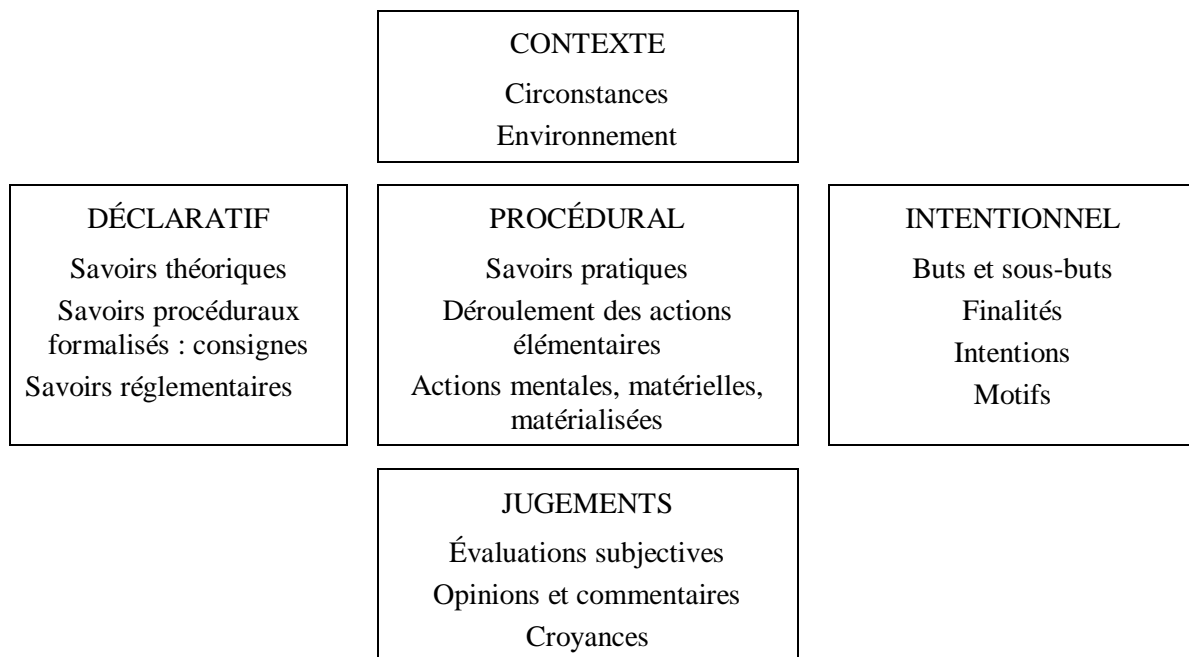 CONTEXTE
Circonstances
Environnement
DÉCLARATIF
Savoirs théoriques
Savoirs procéduraux
formalisés : consignes
Savoirs réglementaires
PROCÉDURAL
Savoirs pratiques
Déroulement des actions
élémentaires
Actions mentales, matérielles,
matérialisées
INTENTIONNEL
Buts et sous-buts
Finalités
Intentions
Motifs
JUGEMENTS
Évaluations subjectives
Opinions et commentaires
Croyances